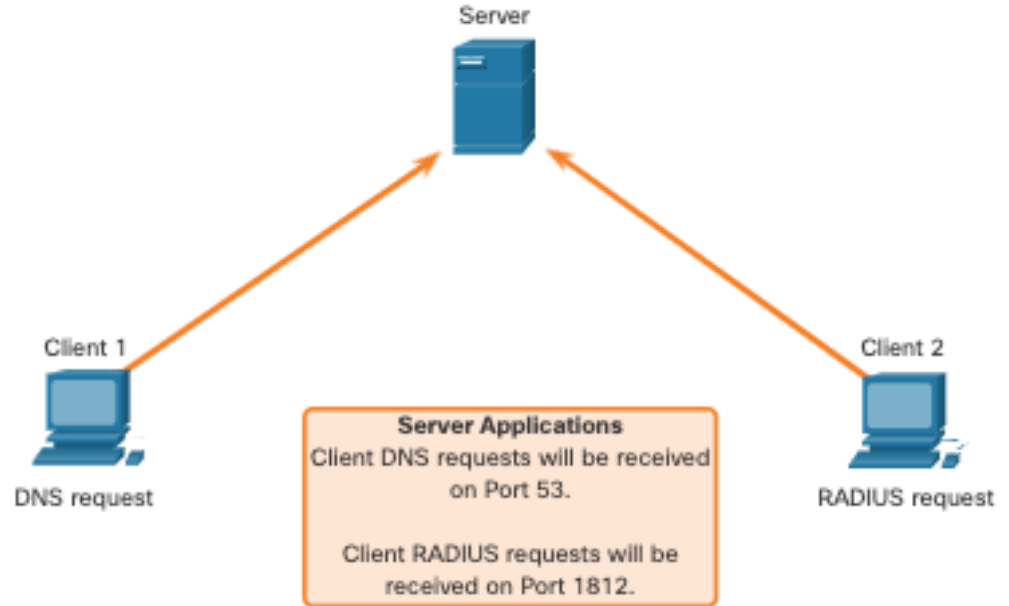 Server
Client 1
Client 2
DNS request
RADIUS request
Server Applications
Client DNS requests will be received
on Port 53.
Client RADIUS requests will be
received on Port 1812.